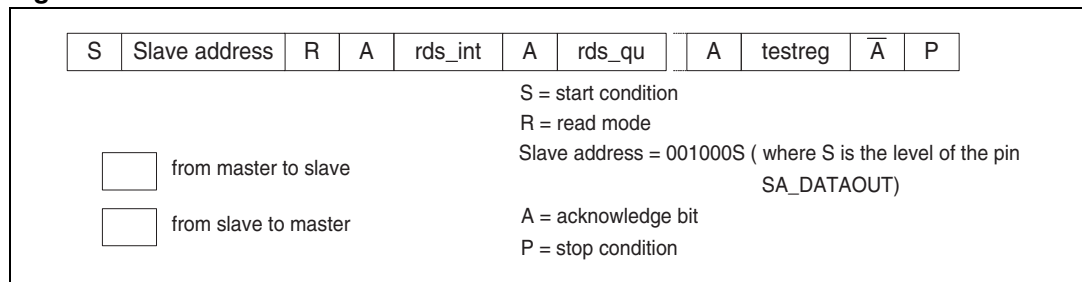 S Slave address R A rds_int A rds_qu A testreg A̅ P
S = start condition
R = read mode
Slave address = 001000S ( where S is the level of the pin
SA_DATAOUT)
from master to slave
from slave to master
A = acknowledge bit
P = stop condition